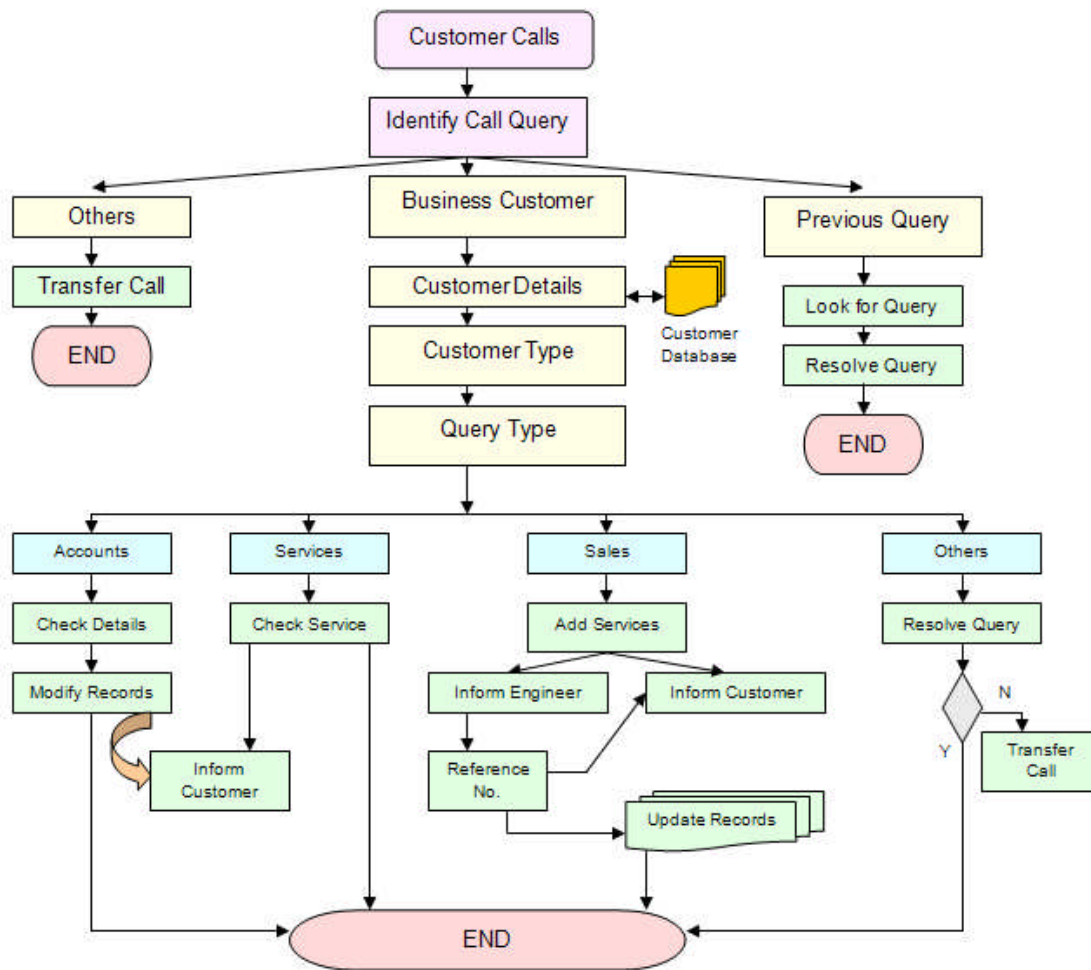 Customer Calls
Identify Call Query
Others
Business Customer
Previous Query
Transfer Call
Customer Details
Look for Query
END
Customer Type
Customer
Database
Resolve Query
Query Type
END
Accounts
Services
Sales
Others
Check Details
Check Service
Add Services
Resolve Query
Modify Records
Inform Engineer
Inform Customer
N
Y
Inform
Customer
Reference
No.
Transfer
Call
Update Records
END